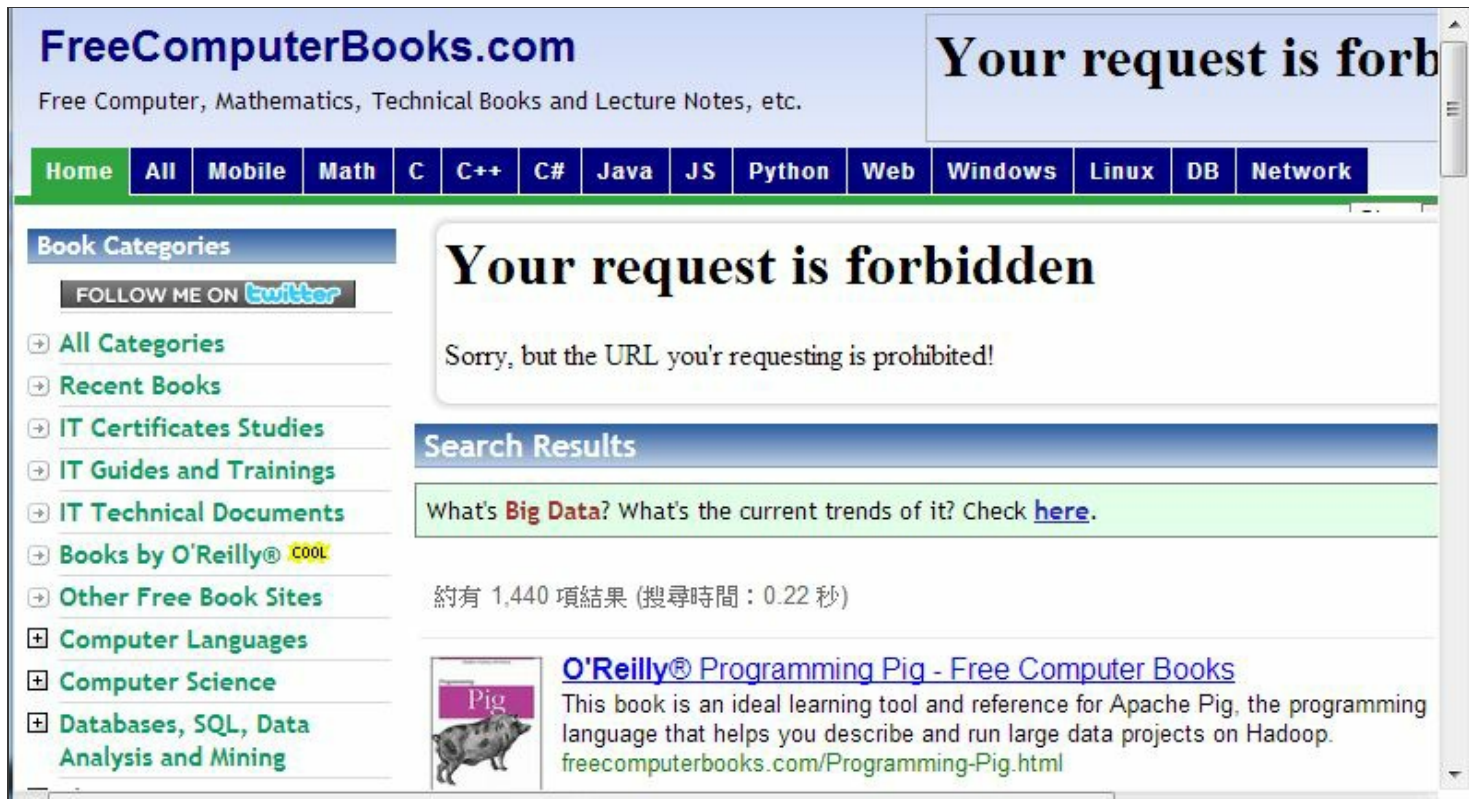 FreeComputerBooks.com
Free Computer, Mathematics, Technical Books and Lecture Notes, etc.
Your request is forb
Home All Mobile Math C C++ C# Java JS Python Web Windows Linux DB Network
Book Categories
FOLLOW ME ON twitter
All Categories
Recent Books
IT Certificates Studies
IT Guides and Trainings
IT Technical Documents
Books by O'Reilly® COOL
Other Free Book Sites
Computer Languages
Computer Science
Databases, SQL, Data
Analysis and Mining
Your request is forbidden
Sorry, but the URL you'r requesting is prohibited!
Search Results
What's Big Data? What's the current trends of it? Check here.
約有 1,440 項結果 (搜尋時間：0.22 秒)
Pig
O'Reilly® Programming Pig - Free Computer Books
This book is an ideal learning tool and reference for Apache Pig, the programming
language that helps you describe and run large data projects on Hadoop.
freecomputerbooks.com/Programming-Pig.html